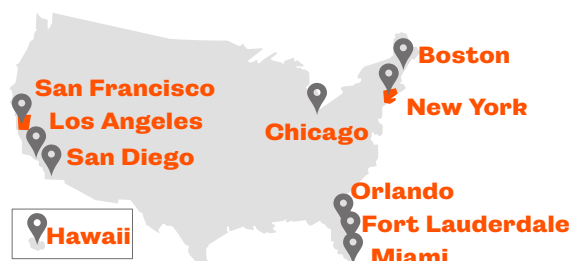 Boston
San Francisco
New York
Los Angeles
Chicago
San Diego
Orlando
Fort Lauderdale
Hawaii
Miami